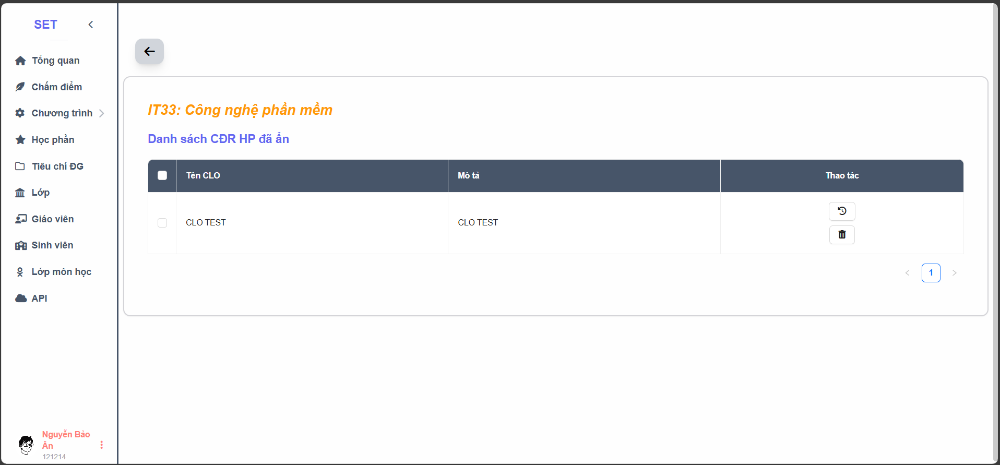 SET
Tổng quan
Chấm điểm
Chương trình
Học phần
Tiêu chí ĐG
Lớp
Giáo viên
Sinh viên
Lớp môn học
API
Nguyễn Bảo
Ân
121214
IT33: Công nghệ phần mềm
Danh sách CĐR HP đã ẩn
Tên CLO Mô tả Thao tác
CLO TEST CLO TEST
1